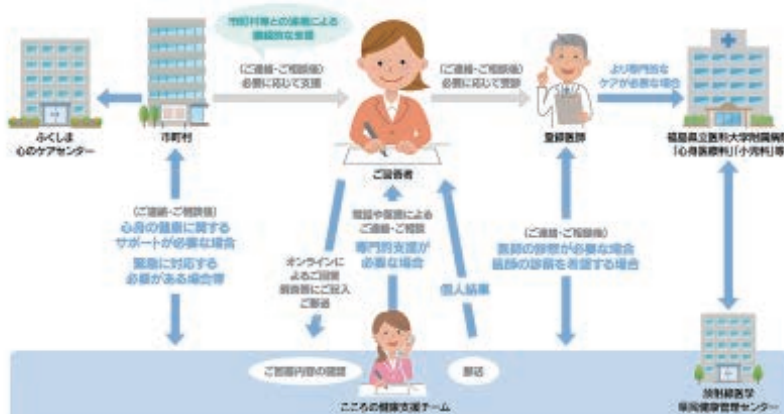 市町村等との連携による
継続的な支援
(ご連絡・ご相談後)
必要に応じて支援
(ご連絡・ご相談後)
必要に応じて受診
より専門的な
ケアが必要な場合
ふくしま
心のケアセンター
市町村
ご回答者
登録医師
福島県立医科大学附属病院
「心身医療科」「小児科」等
(ご連絡・ご相談後)
心身の健康に関する
サポートが必要な場合
緊急に対応する
必要がある場合等
オンラインに
よるご回答
調査票にご記入
ご郵送
電話や文書による
ご連絡・ご相談
専門的支援が
必要な場合
個人結果
(ご連絡・ご相談後)
医師の診察が必要な場合
医師の診察を希望する場合
ご回答内容の確認
郵送
こころの健康支援チーム
放射線医学
県民健康管理センター